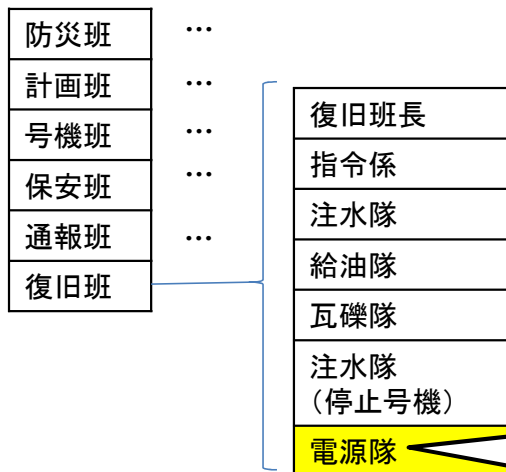 防災班
…
計画班
…
号機班
…
保安班
…
通報班
…
復旧班
復旧班長
指令係
注水隊
給油隊
瓦礫隊
注水隊
（停止号機）
電源隊